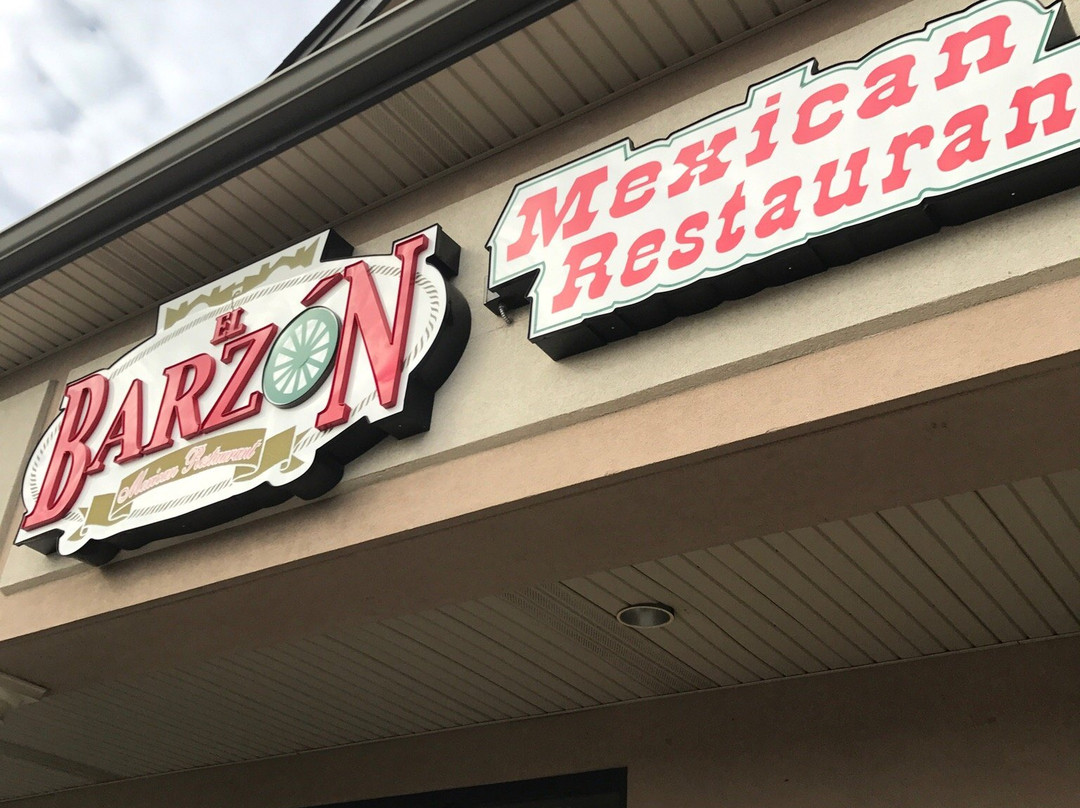 EL
BARZÓN
Mexican Restaurant
Mexican
Restauran